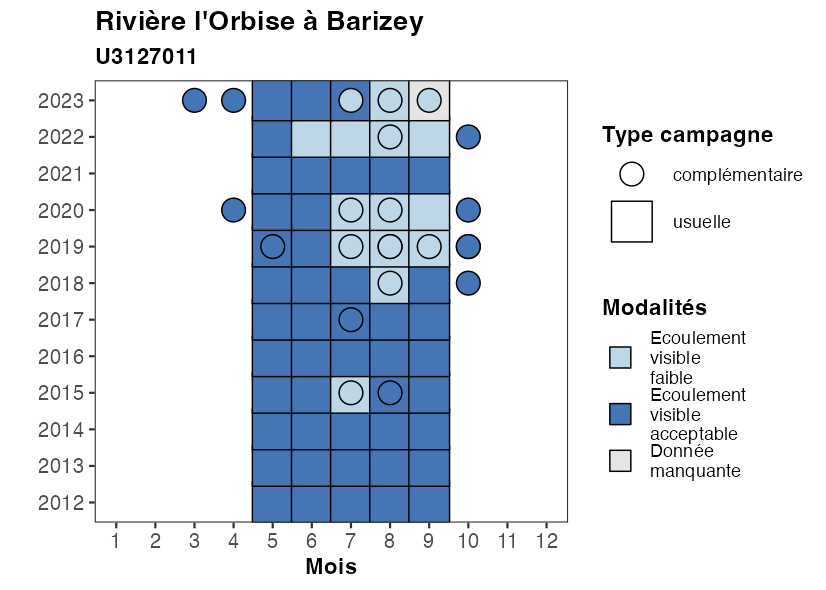 Rivière l'Orbise à Barizey
U3127011
2023
2022
2021
2020
2019
2018
2017
2016
2015
2014
2013
2012
1 2 3 4 5 6 7 8 9 10 11 12
Mois
Type campagne
complémentaire
usuelle
Modalités
Ecoulement
visible
faible
Ecoulement
visible
acceptable
Donnée
manquante